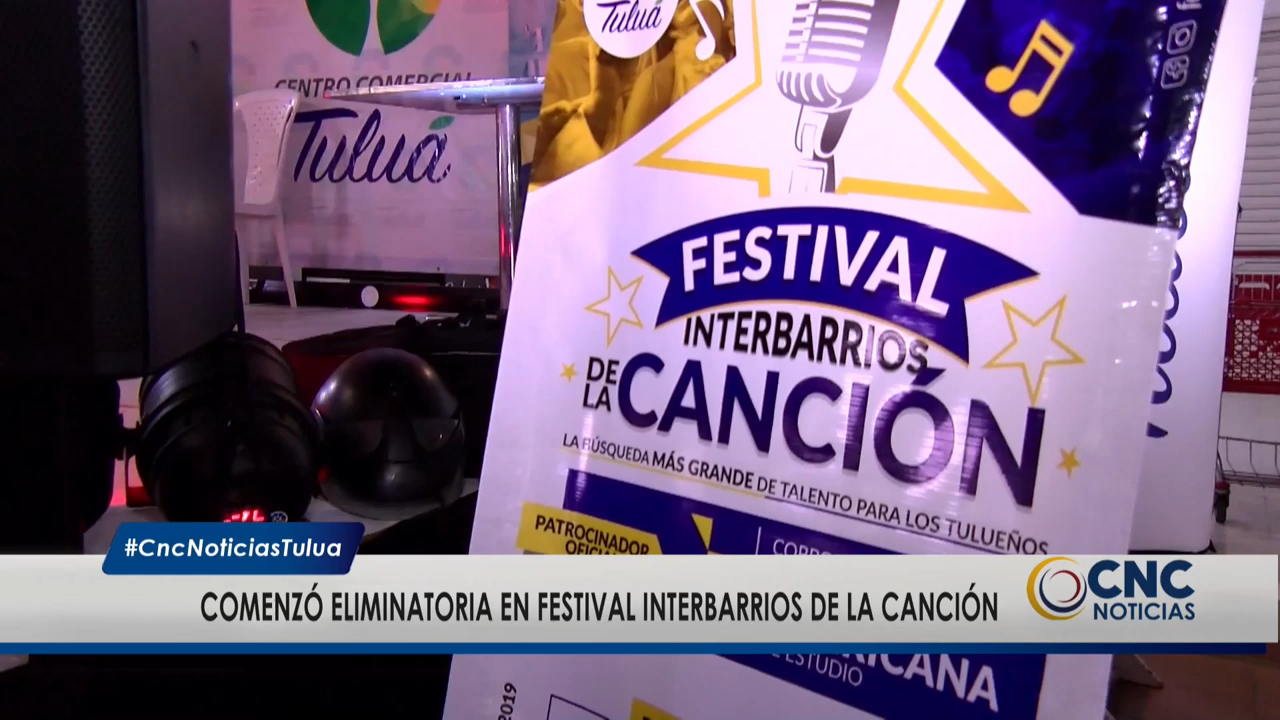 Tuluá
CENTRO COMERCIAL
Tuluá
FESTIVAL
INTERBARRIOS
DE LA CANCIÓN
LA BÚSQUEDA MÁS GRANDE DE TALENTO PARA LOS TULUEÑOS
PATROCINADOR
#CncNoticiasTulua
COMENZÓ ELIMINATORIA EN FESTIVAL INTERBARRIOS DE LA CANCIÓN
CNC
NOTICIAS
ESTUDIO
2019